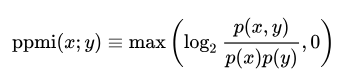 ppmi(x; y) ≡ max ( log₂ p(x, y) / p(x)p(y) , 0 )